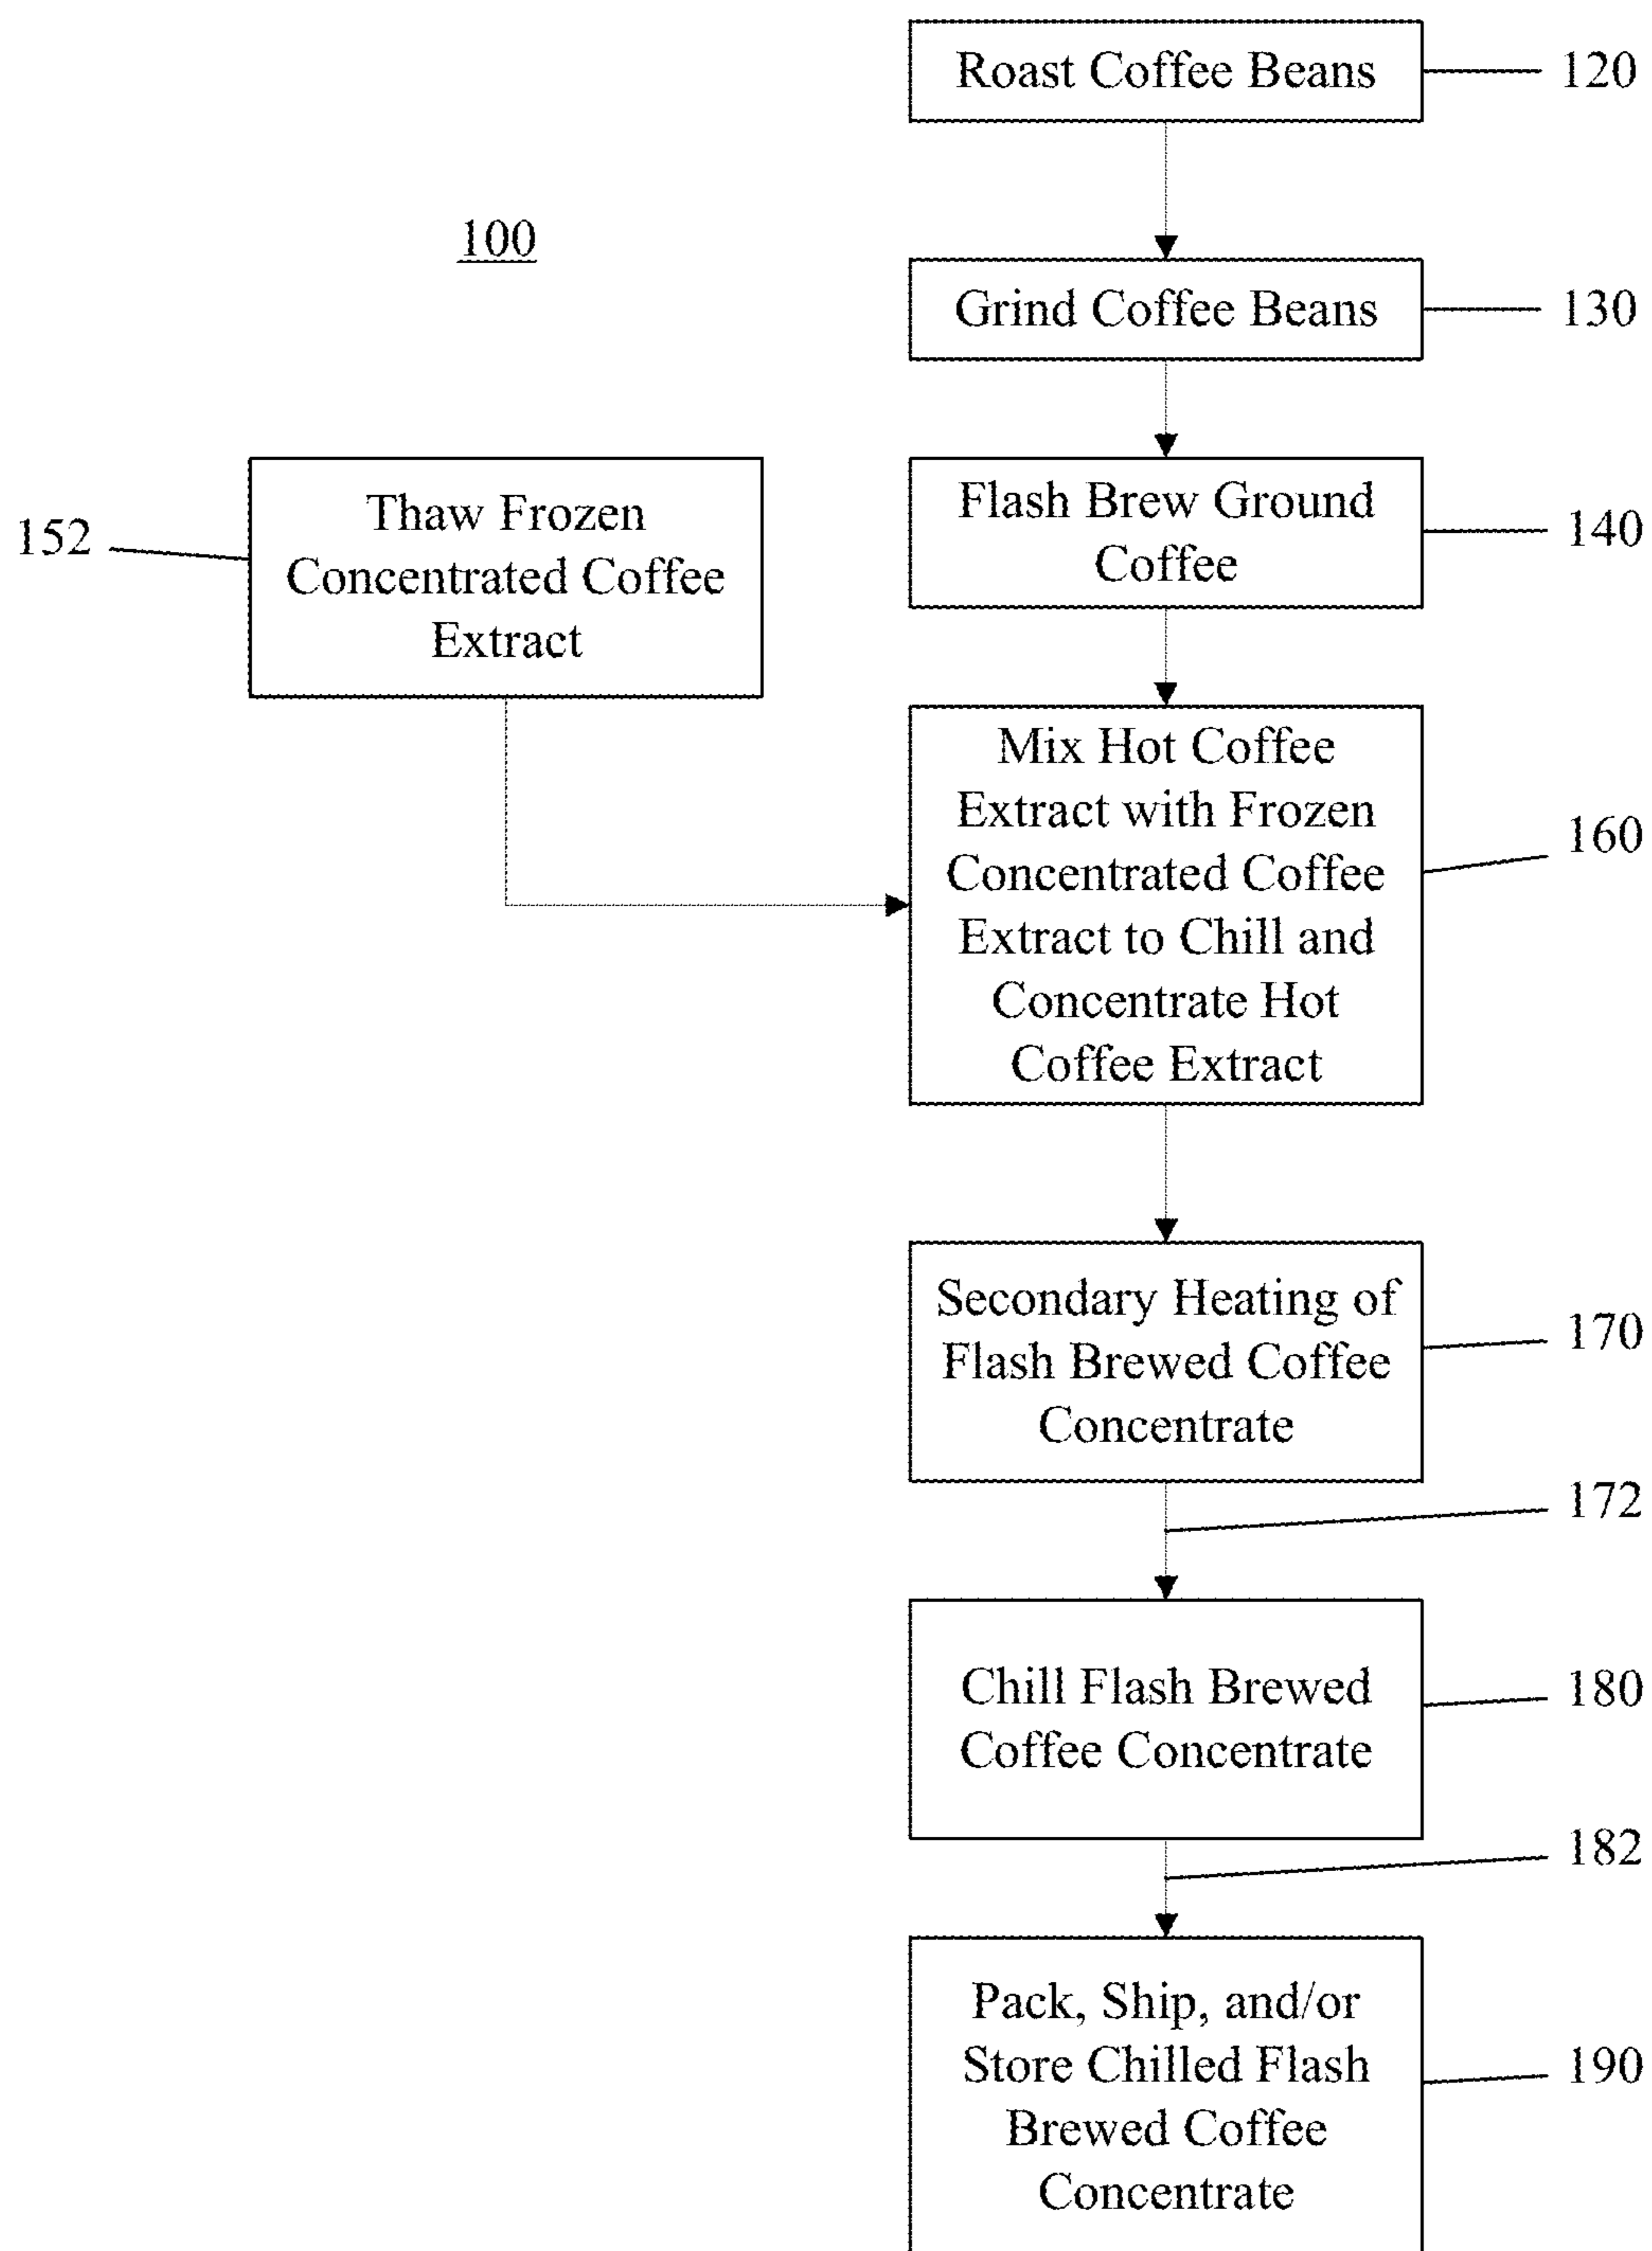 Roast Coffee Beans
120
100
Grind Coffee Beans
130
Thaw Frozen
Concentrated Coffee
Extract
152
Flash Brew Ground
Coffee
140
Mix Hot Coffee
Extract with Frozen
Concentrated Coffee
Extract to Chill and
Concentrate Hot
Coffee Extract
160
Secondary Heating of
Flash Brewed Coffee
Concentrate
170
172
Chill Flash Brewed
Coffee Concentrate
180
182
Pack, Ship, and/or
Store Chilled Flash
Brewed Coffee
Concentrate
190